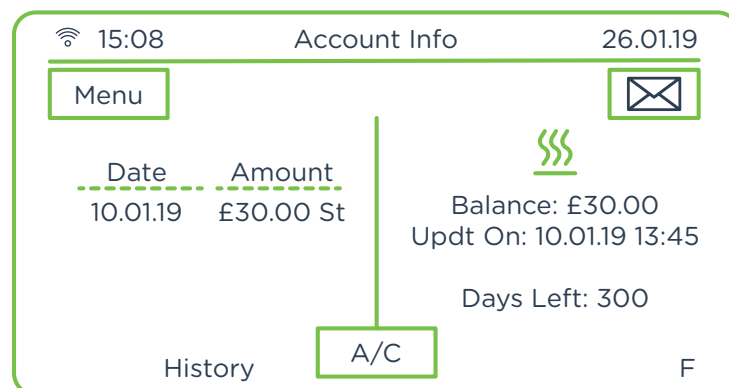 15:08 Account Info 26.01.19
Menu
Date Amount
10.01.19 £30.00 St
Balance: £30.00
Updt On: 10.01.19 13:45
Days Left: 300
History A/C F